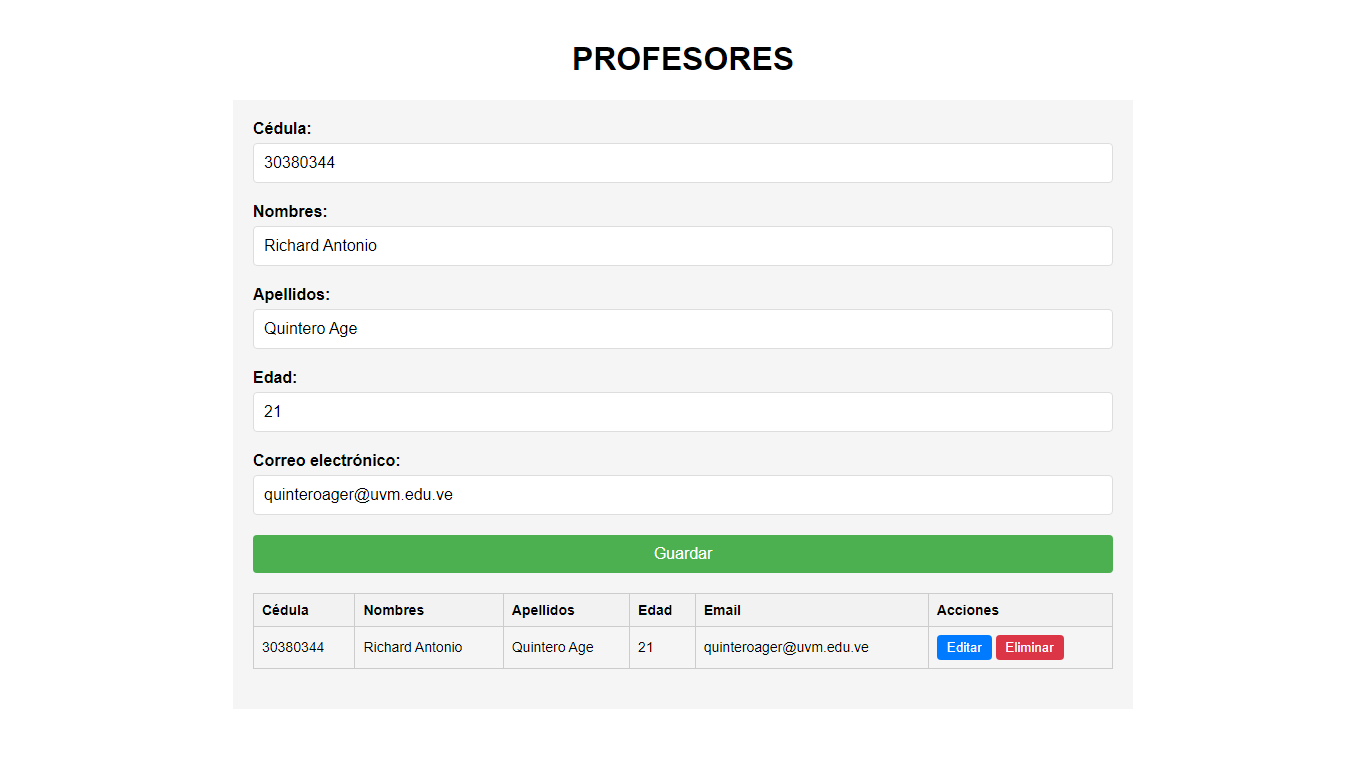 PROFESORES
Cédula:
30380344
Nombres:
Richard Antonio
Apellidos:
Quintero Age
Edad:
21
Correo electrónico:
quinteroager@uvm.edu.ve
Guardar
Cédula Nombres Apellidos Edad Email Acciones
30380344 Richard Antonio Quintero Age 21 quinteroager@uvm.edu.ve Editar Eliminar